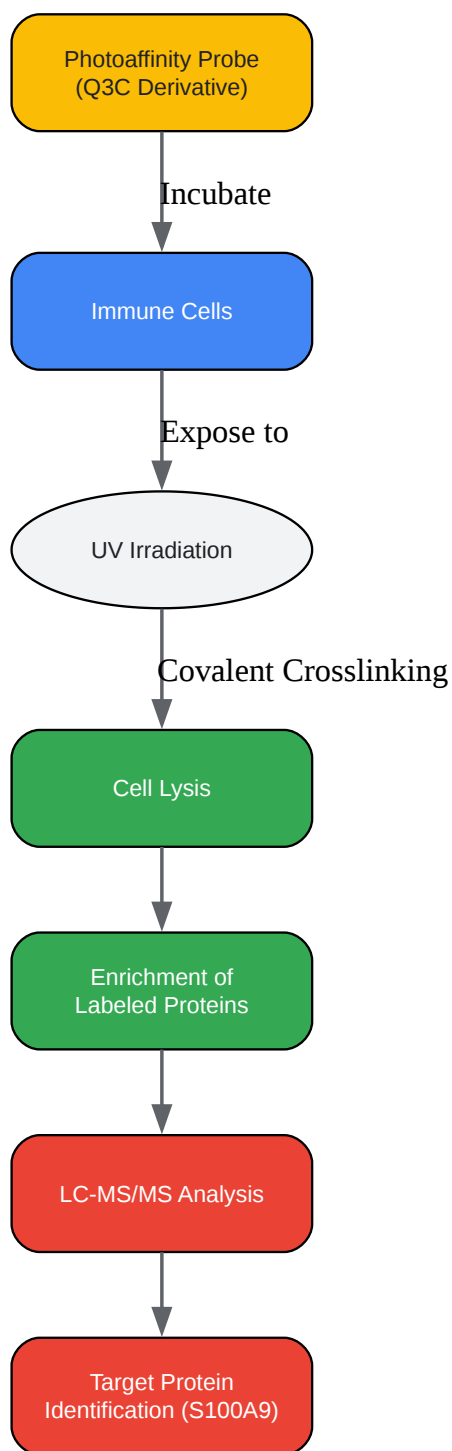 Photoaffinity Probe
(Q3C Derivative)
Incubate
Immune Cells
Expose to
UV Irradiation
Covalent Crosslinking
Cell Lysis
Enrichment of
Labeled Proteins
LC-MS/MS Analysis
Target Protein
Identification (S100A9)